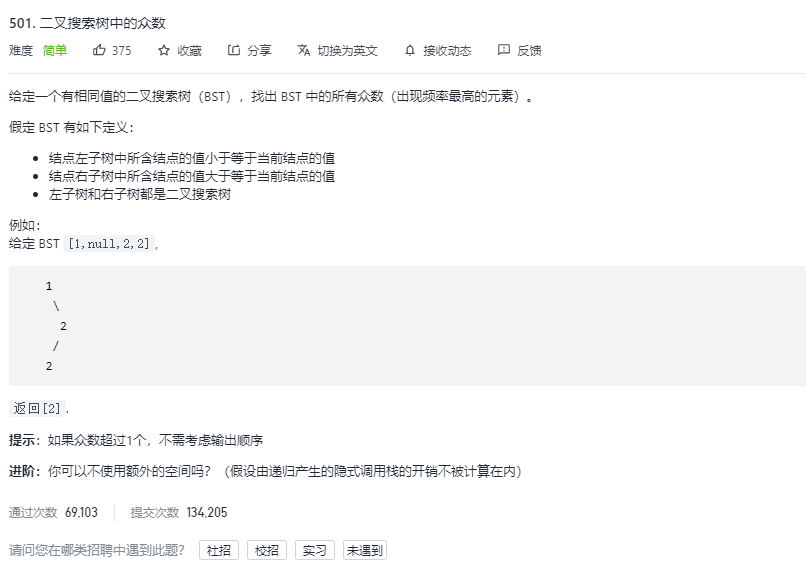 501. 二叉搜索树中的众数
难度 简单 375 收藏 分享 切换为英文 接收动态 反馈
给定一个有相同值的二叉搜索树（BST），找出 BST 中的所有众数（出现频率最高的元素）。
假定 BST 有如下定义：
• 结点左子树中所含结点的值小于等于当前结点的值
• 结点右子树中所含结点的值大于等于当前结点的值
• 左子树和右子树都是二叉搜索树
例如：
给定 BST [1,null,2,2],
1
\
2
/
2
返回[2].
提示：如果众数超过1个，不需考虑输出顺序
进阶：你可以不使用额外的空间吗？（假设由递归产生的隐式调用栈的开销不被计算在内）
通过次数 69,103 提交次数 134,205
请问您在哪类招聘中遇到此题？ 社招 校招 实习 未遇到